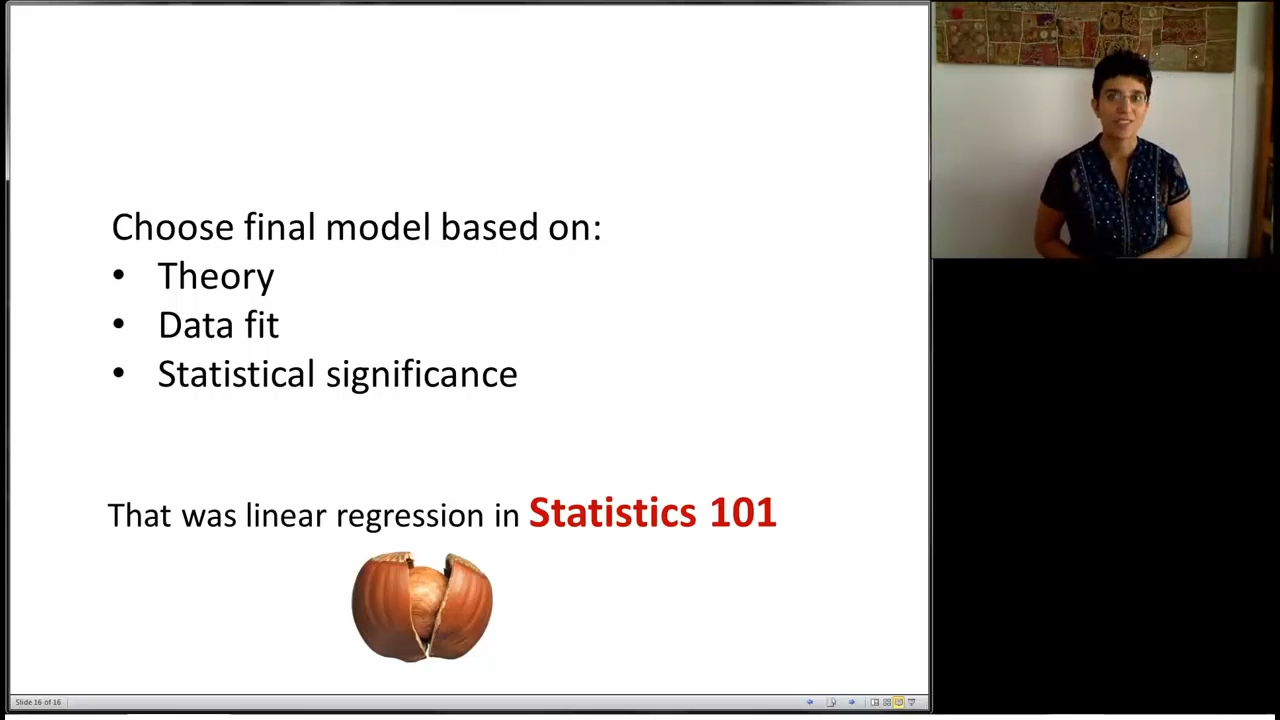 Choose final model based on:
• Theory
• Data fit
• Statistical significance
That was linear regression in Statistics 101
Slide 16 of 16